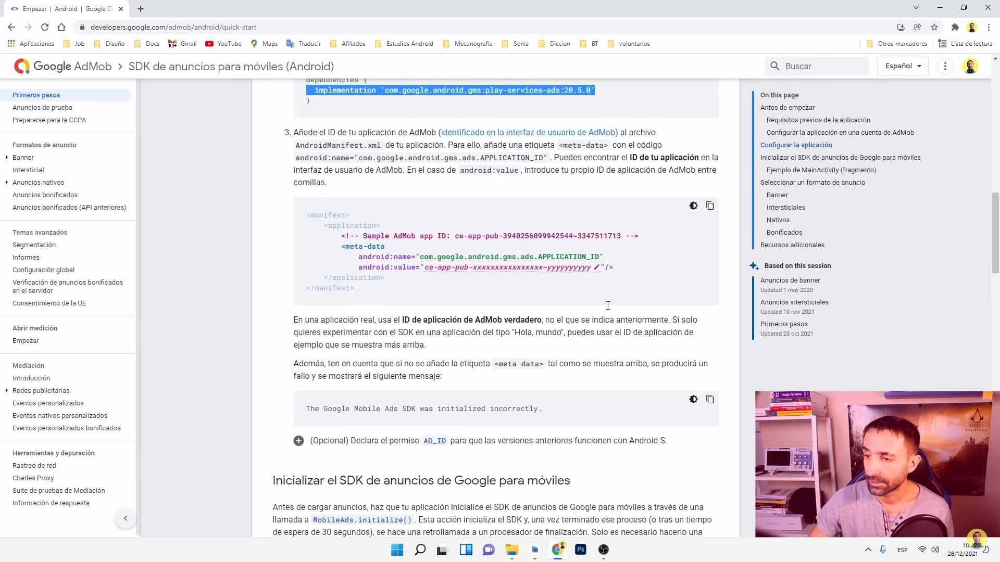 Empezar | Android | Google De
developers.google.com/admob/android/quick-start
Aplicaciones
Job
Diseño
Docs
100+
Gmail
YouTube
Maps
Traducir
Afiliados
Estudios Android
Mecanografia
Sonia
Diccion
BT
voluntarios
Otros marcadores
Lista de lectura
Google AdMob > SDK de anuncios para móviles (Android)
Buscar
Español
Primeros pasos
Anuncios de prueba
Prepararse para la CCPA
Formatos de anuncio
Banner
Intersticial
Anuncios nativos
Anuncios bonificados
Anuncios bonificados (API anteriores)
Temas avanzados
Segmentación
Informes
Configuración global
Verificación de anuncios bonificados
en el servidor
Consentimiento de la UE
Abrir medición
Empezar
Mediación
Introducción
Redes publicitarias
Eventos personalizados
Eventos nativos personalizados
Eventos personalizados bonificados
Herramientas y depuración
Rastreo de red
Charles Proxy
Suite de pruebas de Mediación
Información de respuesta
dependencies {
implementation 'com.google.android.gms:play-services-ads:20.5.0'
}
3. Añade el ID de tu aplicación de AdMob (identificado en la interfaz de usuario de AdMob) al archivo
AndroidManifest.xml de tu aplicación. Para ello, añade una etiqueta <meta-data> con el código
android:name="com.google.android.gms.ads.APPLICATION_ID". Puedes encontrar el ID de tu aplicación en la
interfaz de usuario de AdMob. En el caso de android:value, introduce tu propio ID de aplicación de AdMob entre
comillas.
<manifest>
<application>
<!-- Sample AdMob app ID: ca-app-pub-3940256099942544~3347511713 -->
<meta-data
android:name="com.google.android.gms.ads.APPLICATION_ID"
android:value="ca-app-pub-xxxxxxxxxxxxxxxx~yyyyyyyyyy"/>
</application>
</manifest>
En una aplicación real, usa el ID de aplicación de AdMob verdadero, no el que se indica anteriormente. Si solo
quieres experimentar con el SDK en una aplicación del tipo "Hola, mundo", puedes usar el ID de aplicación de
ejemplo que se muestra más arriba.
Además, ten en cuenta que si no se añade la etiqueta <meta-data> tal como se muestra arriba, se producirá un
fallo y se mostrará el siguiente mensaje:
The Google Mobile Ads SDK was initialized incorrectly.
(Opcional) Declara el permiso AD_ID para que las versiones anteriores funcionen con Android S.
Inicializar el SDK de anuncios de Google para móviles
Antes de cargar anuncios, haz que tu aplicación inicialice el SDK de anuncios de Google para móviles a través de una
llamada a MobileAds.initialize(). Esta acción inicializa el SDK y, una vez terminado ese proceso (o tras un tiempo
de espera de 30 segundos), se hace una retrollamada a un procesador de finalización. Solo es necesario hacerlo una
On this page
Antes de empezar
Requisitos previos de la aplicación
Configurar la aplicación en una cuenta de AdMob
Configurar la aplicación
Inicializar el SDK de anuncios de Google para móviles
Ejemplo de MainActivity (fragmento)
Seleccionar un formato de anuncio
Banner
Intersticiales
Nativos
Bonificados
Recursos adicionales
Based on this session
Anuncios de banner
Updated 1 may 2020
Anuncios intersticiales
Updated 10 nov 2021
Primeros pasos
Updated 20 oct 2021
Design Patterns
ASSASSIN'S
CREED
VALHALLA
Ps
ESP
28/12/2021